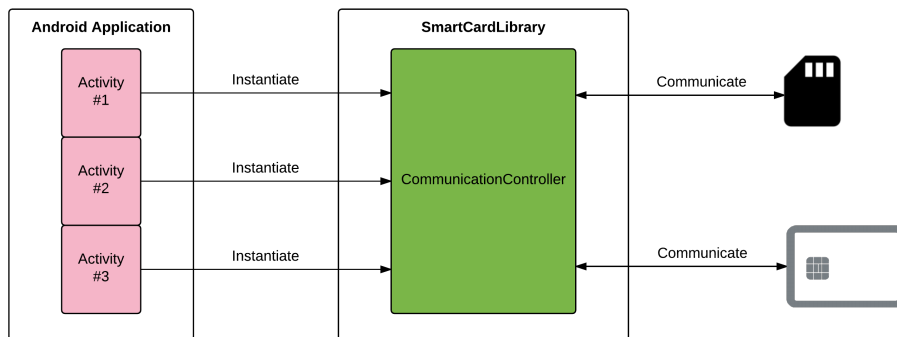 Android Application
SmartCardLibrary
Activity
#1
Instantiate
Communicate
Activity
#2
Instantiate
CommunicationController
Activity
#3
Instantiate
Communicate